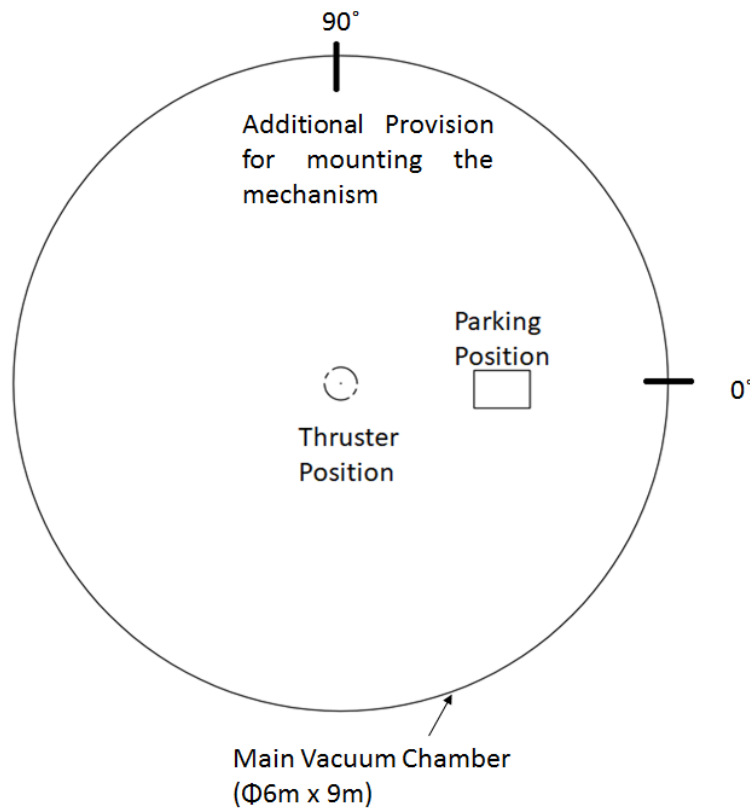 90˚
Additional Provision
for mounting the
mechanism
Parking
Position
0˚
Thruster
Position
Main Vacuum Chamber
(Φ6m x 9m)